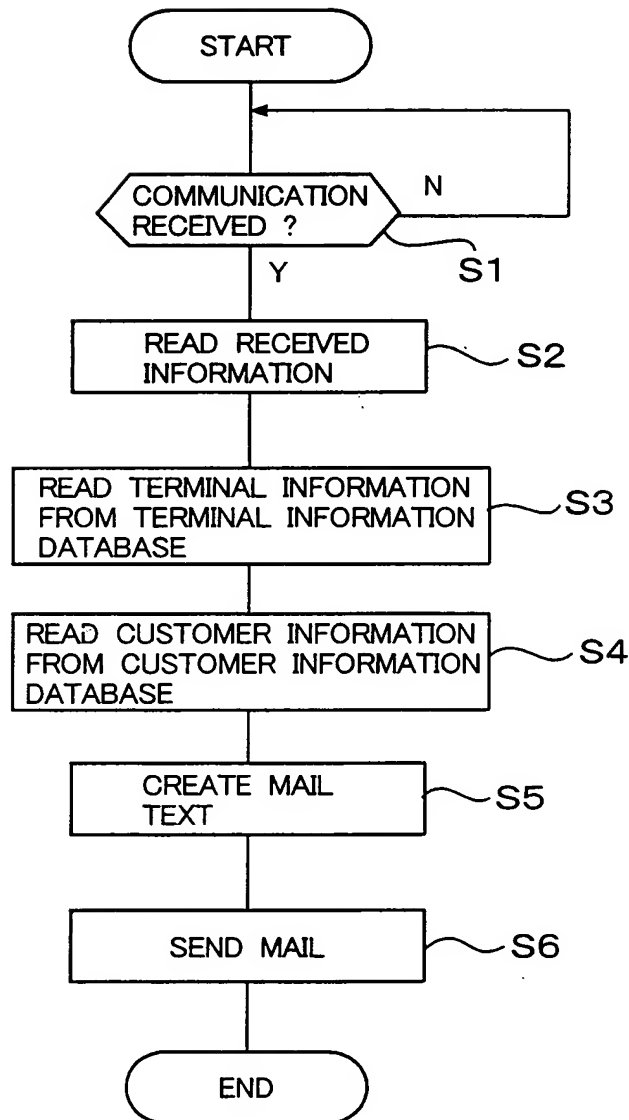 START
COMMUNICATION
RECEIVED ?
N
S1
Y
READ RECEIVED
INFORMATION
S2
READ TERMINAL INFORMATION
FROM TERMINAL INFORMATION
DATABASE
S3
READ CUSTOMER INFORMATION
FROM CUSTOMER INFORMATION
DATABASE
S4
CREATE MAIL
TEXT
S5
SEND MAIL
S6
END